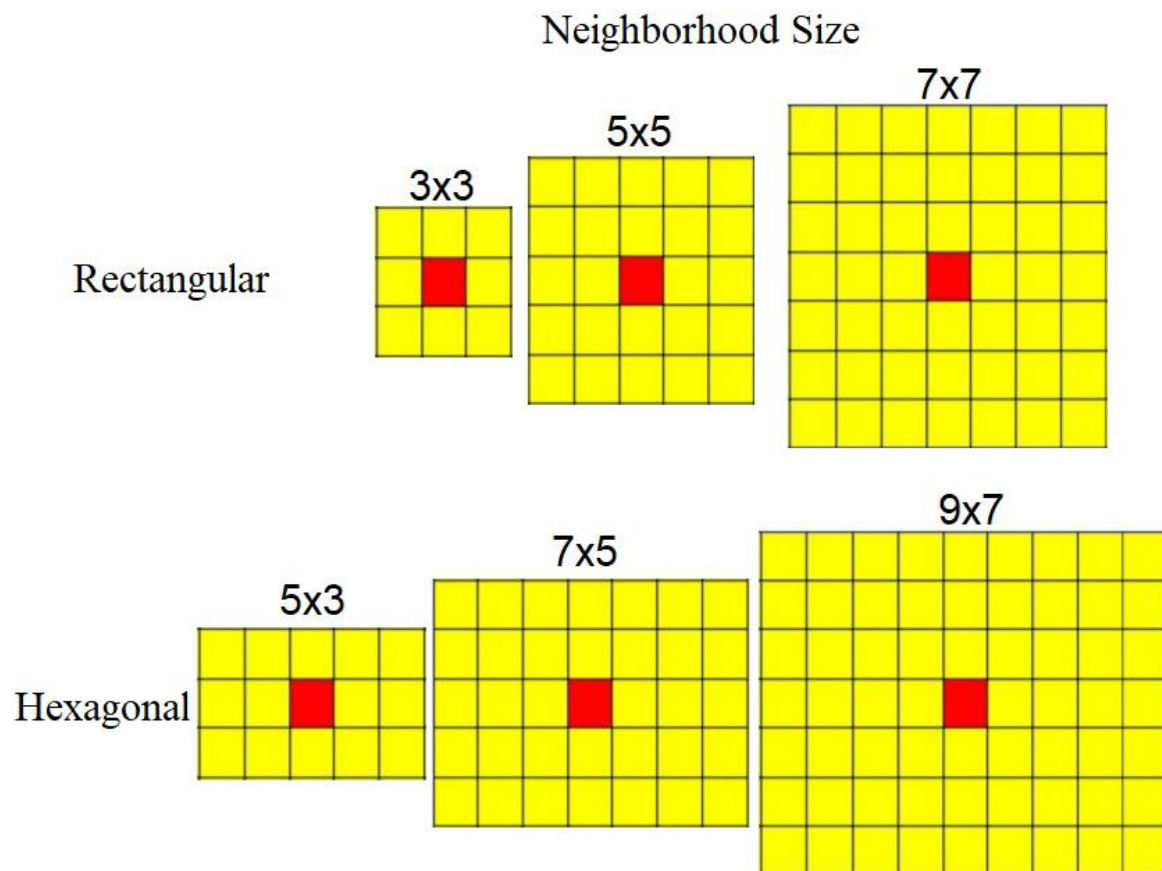 Neighborhood Size
7x7
5x5
3x3
Rectangular
9x7
7x5
5x3
Hexagonal